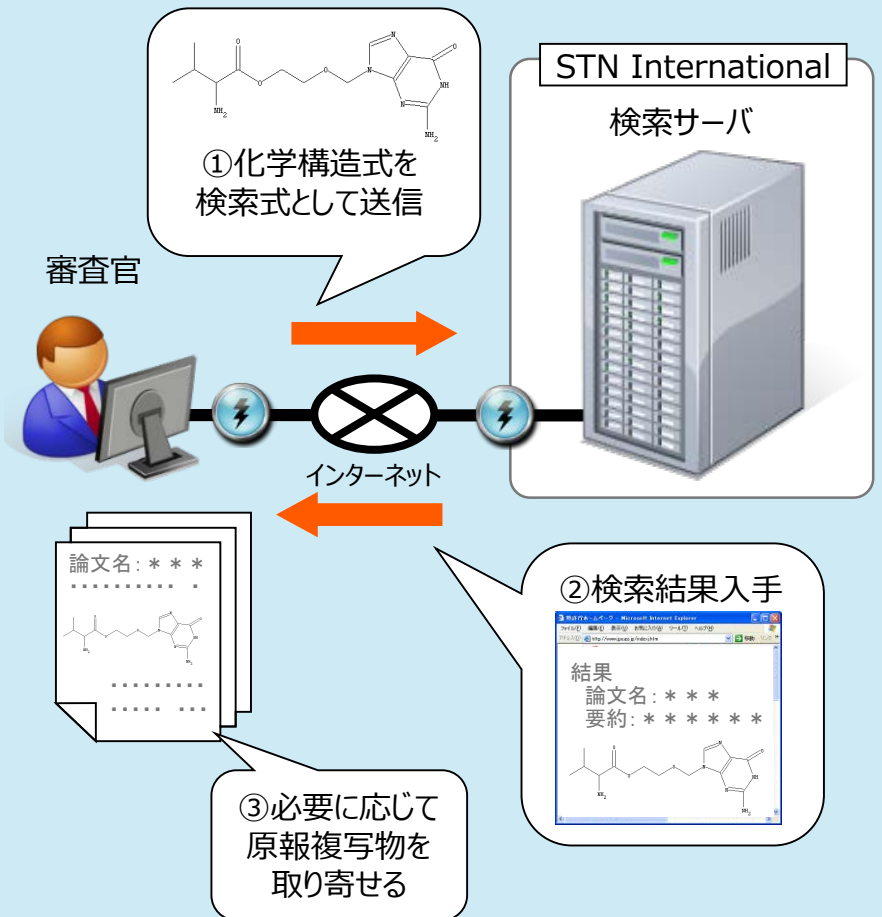 STN International
検索サーバ
①化学構造式を
検索式として送信
審査官
インターネット
②検索結果入手
結果
論文名:***
要約:******
論文名:***
③必要に応じて
原報複写物を
取り寄せる
O
O
O
NH₂
N
N
N
NH
O
NH₂